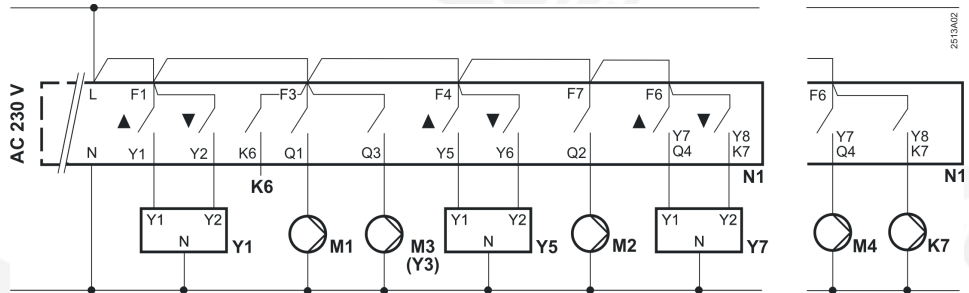 2513A02
AC 230 V
L F1 F3 F4 F7 F6 F6
▲ ▼ ▲ ▼ ▲ ▼
Y7 Y8 Y7 Y8
N Y1 Y2 K6 Q1 Q3 Y5 Y6 Q2 Q4 K7 Q4 K7
K6 N1 N1
Y1 Y2 Y1 Y2 Y1 Y2
N Y1 M1 M3 N Y5 M2 N Y7 M4 K7
(Y3)